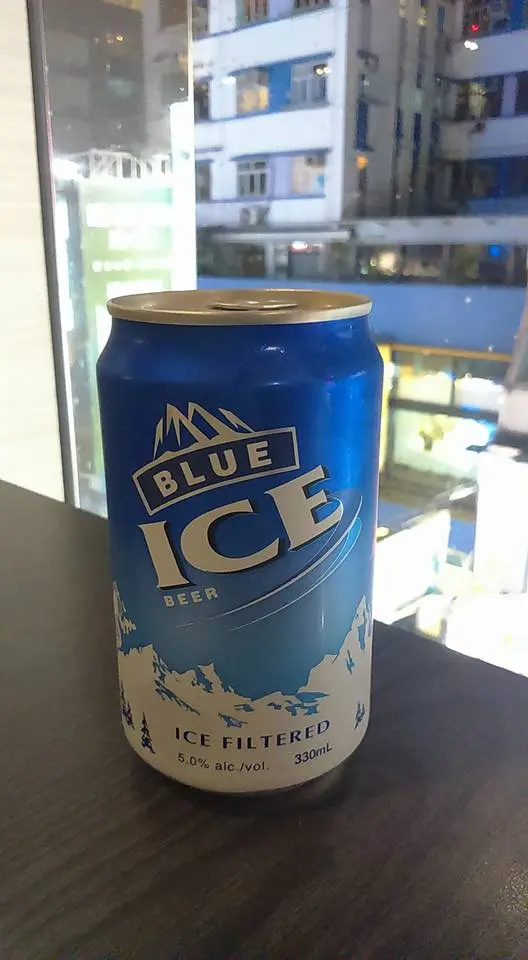 BLUE
ICE
BEER
ICE FILTERED
5.0% alc./vol. 330mL